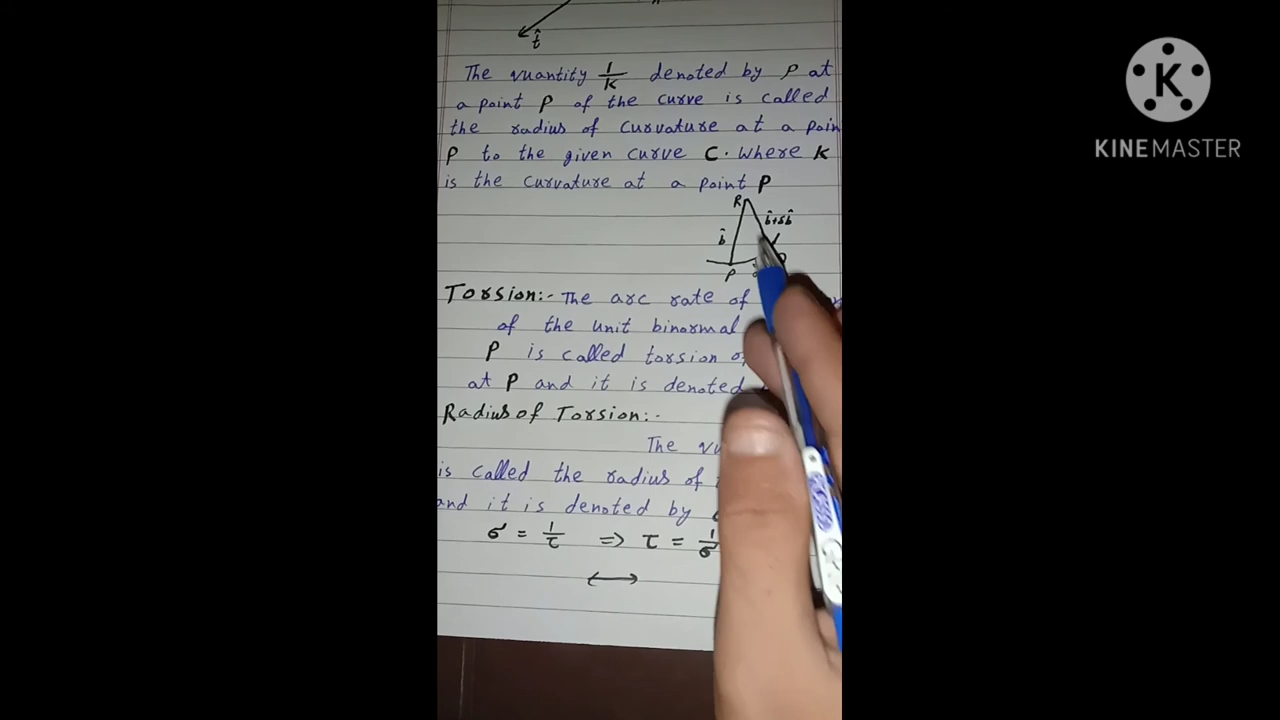 t̂
The quantity 1/K denoted by ρ at
a point P of the curve is called
the radius of curvature at a poin
P to the given curve C. Where K
is the curvature at a point P
R
b̂ b̂+δb̂
P
Torsion:- The arc rate of
of the unit binormal
P is called torsion of
at P and it is denoted
Radius of Torsion:-
The
is called the radius of
and it is denoted by
σ = 1/τ => τ = 1/σ
K
KINEMASTER